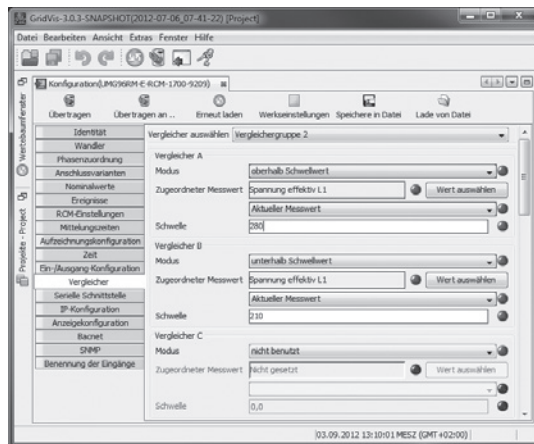 GridVis-3.0.3-SNAPSHOT(2012-07-06_07-41-22) [Project]
Datei Bearbeiten Ansicht Extras Fenster Hilfe
Wertebaumfenster
Projekte - Project
Konfiguration(UMG96RM-E-RCM-1700-9209)
Übertragen Übertragen an ... Erneut laden Werkseinstellungen Speichere in Datei Lade von Datei
Identität
Wandler
Phasenzuordnung
Anschlussvarianten
Nominalwerte
Ereignisse
RCM-Einstellungen
Mittelungszeiten
Aufzeichnungskonfiguration
Zeit
Ein-/Ausgang Konfiguration
Vergleicher
Serielle Schnittstelle
IP-Konfiguration
Anzeigekonfiguration
Bacnet
SNMP
Benennung der Eingänge
Vergleicher auswählen Vergleichergruppe 2
Vergleicher A
Modus oberhalb Schwellwert
Zugeordneter Messwert Spannung effektiv L1 Wert auswählen
Aktueller Messwert
Schwelle 280
Vergleicher B
Modus unterhalb Schwellwert
Zugeordneter Messwert Spannung effektiv L1 Wert auswählen
Aktueller Messwert
Schwelle 210
Vergleicher C
Modus nicht benutzt
Zugeordneter Messwert Nicht gesetzt Wert auswählen
Schwelle 0,0
03.09.2012 13:10:01 MESZ (GMT+02:00)